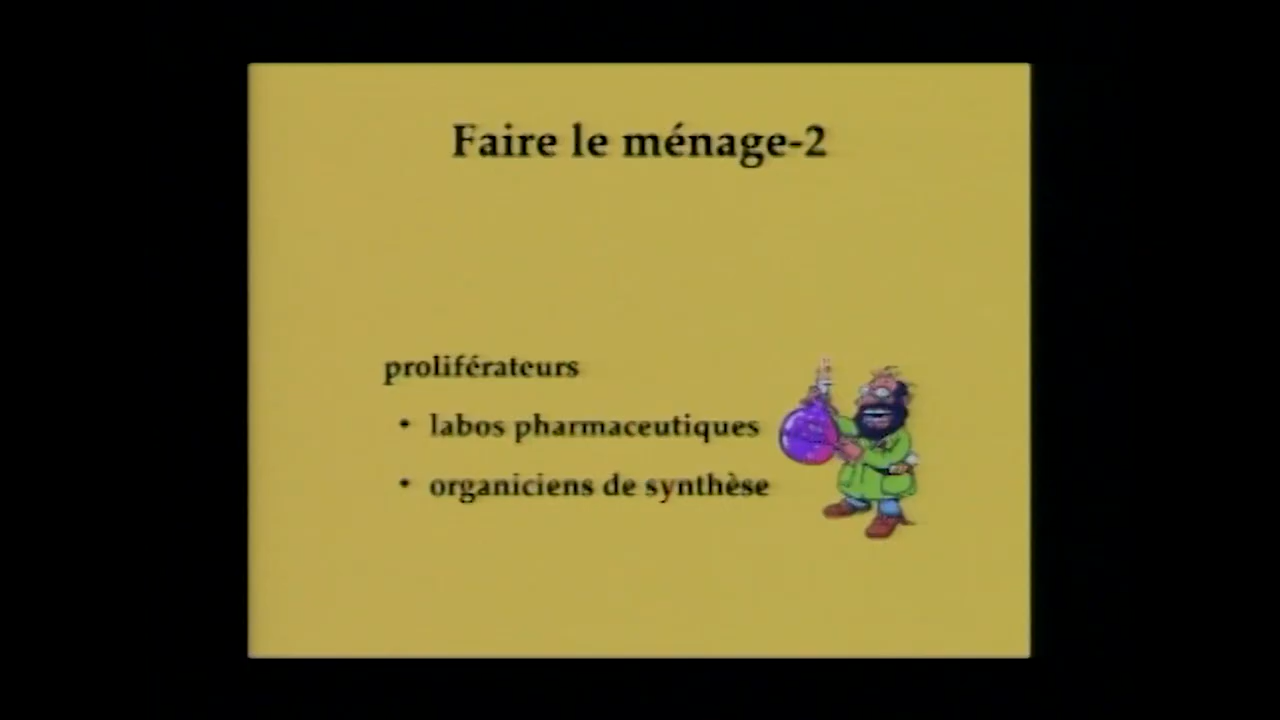 Faire le ménage-2
proliférateurs
• labos pharmaceutiques
• organiciens de synthèse